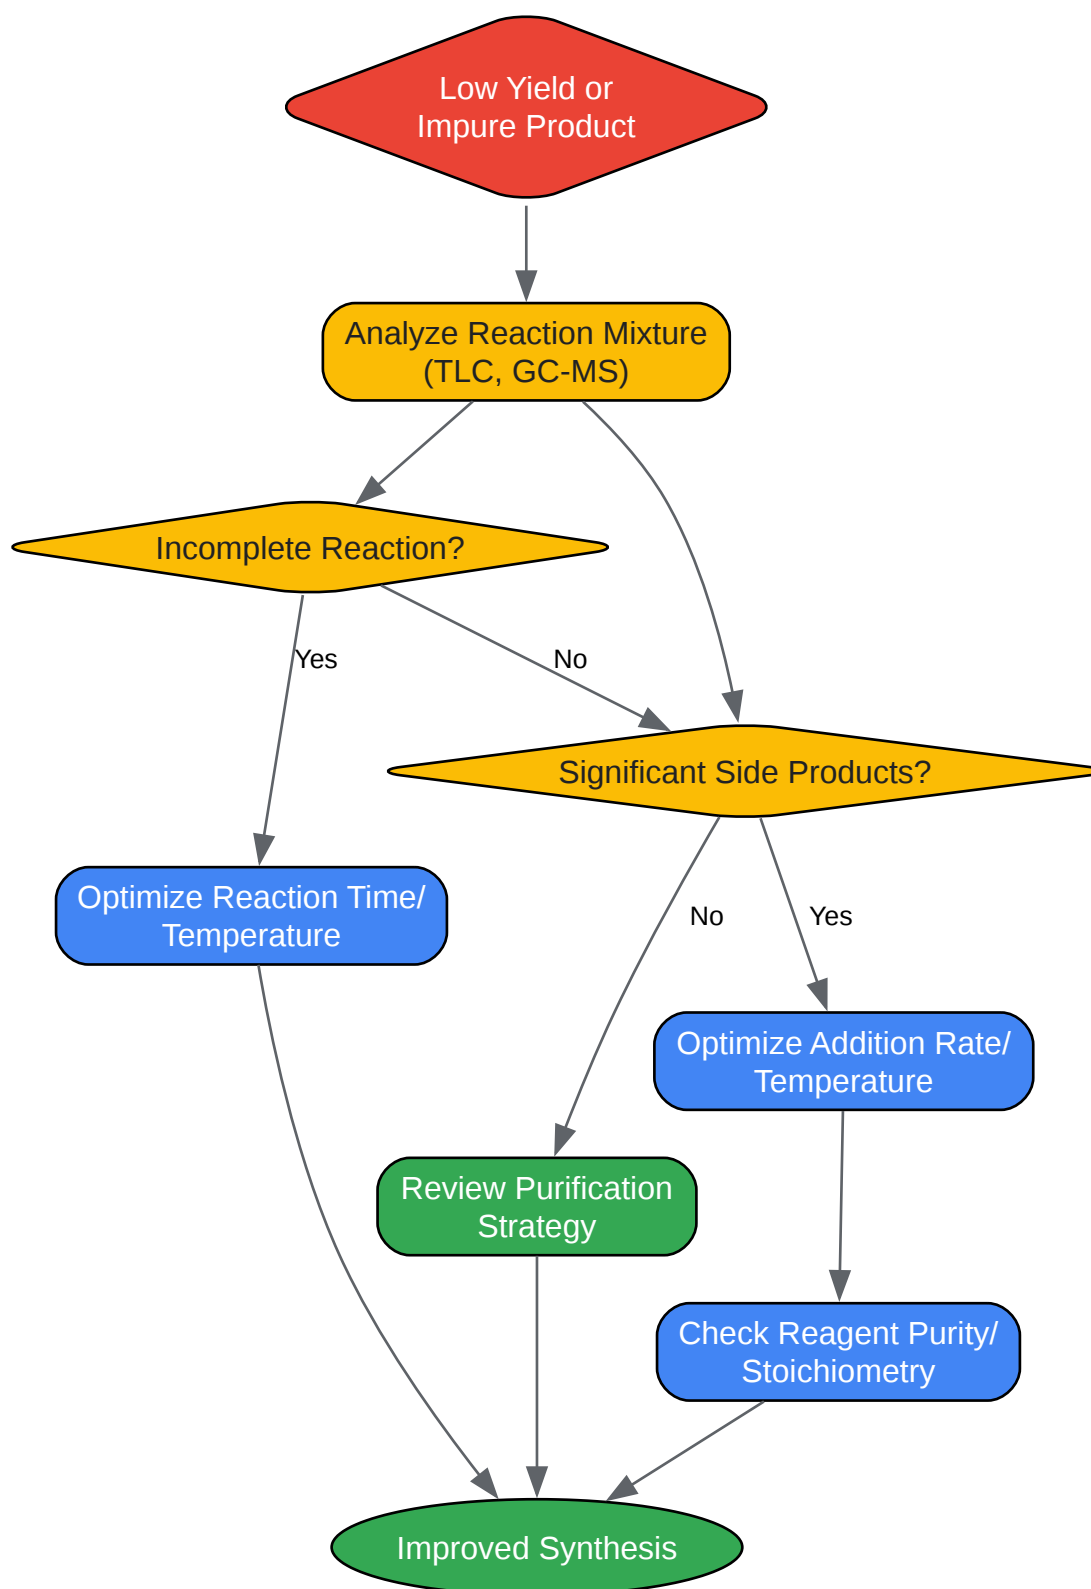 Low Yield or
Impure Product
Analyze Reaction Mixture
(TLC, GC-MS)
Incomplete Reaction?
Yes
No
Significant Side Products?
Optimize Reaction Time/
Temperature
No
Yes
Optimize Addition Rate/
Temperature
Review Purification
Strategy
Check Reagent Purity/
Stoichiometry
Improved Synthesis